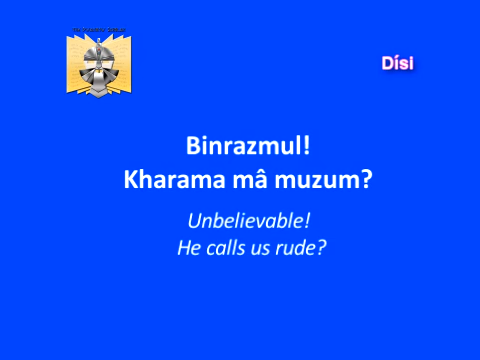 Dísi
Binrazmul!
Kharama mâ muzum?
Unbelievable!
He calls us rude?